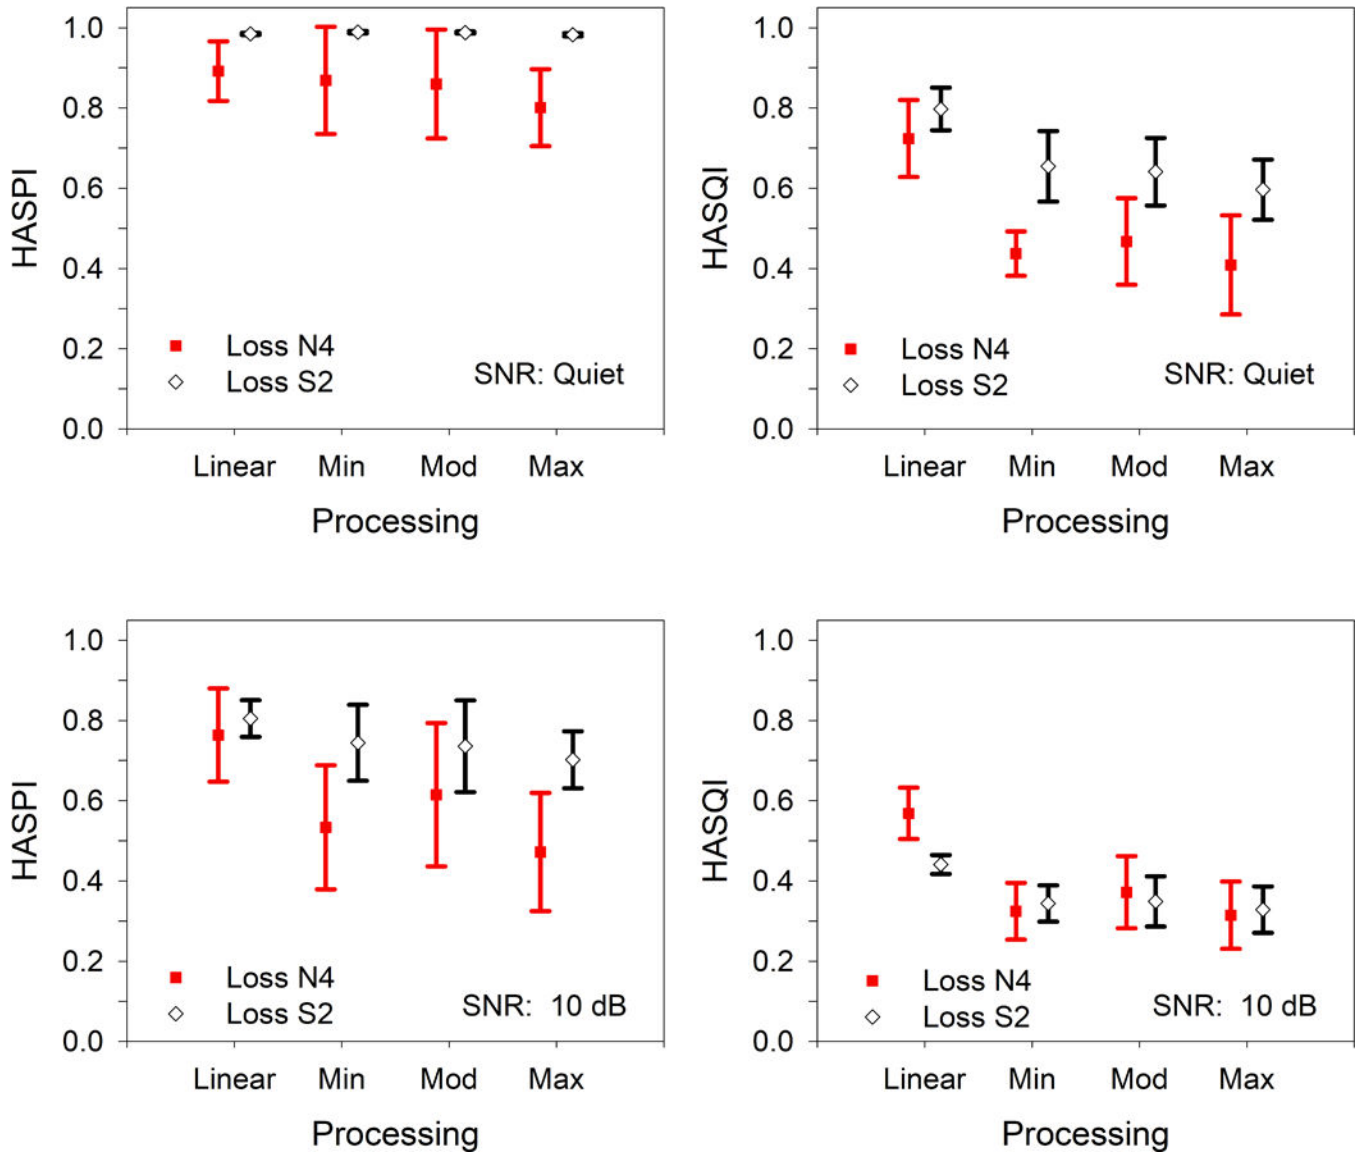 HASPI
1.0
0.8
0.6
0.4
0.2
0.0
Loss N4
Loss S2
SNR: Quiet
Linear Min Mod Max
Processing
HASQI
1.0
0.8
0.6
0.4
0.2
0.0
Loss N4
Loss S2
SNR: Quiet
Linear Min Mod Max
Processing
HASPI
1.0
0.8
0.6
0.4
0.2
0.0
Loss N4
Loss S2
SNR: 10 dB
Linear Min Mod Max
Processing
HASQI
1.0
0.8
0.6
0.4
0.2
0.0
Loss N4
Loss S2
SNR: 10 dB
Linear Min Mod Max
Processing